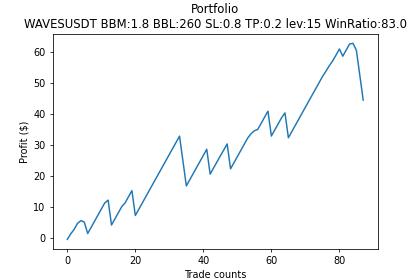 Portfolio
WAVESUSDT BBM:1.8 BBL:260 SL:0.8 TP:0.2 lev:15 WinRatio:83.0
60
50
40
30
20
10
0
Profit ($)
0 20 40 60 80
Trade counts